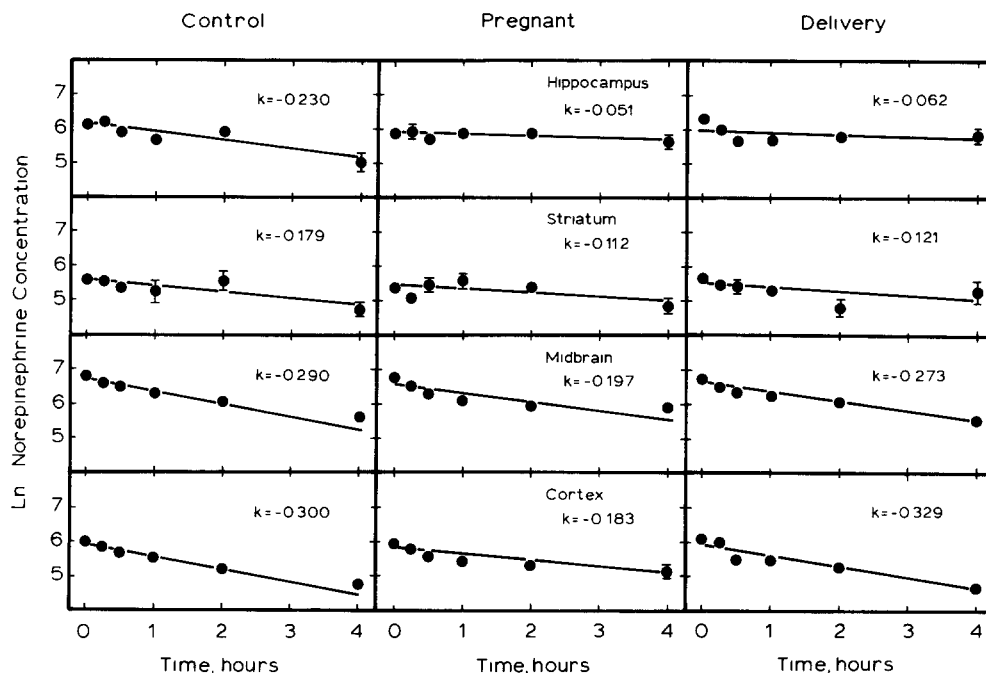 Control Pregnant Delivery
Ln Norepinephrine Concentration
7
6
5
k=-0.230
Hippocampus
k=-0.051
k=-0.062
7
6
5
k=-0.179
Striatum
k=-0.112
k=-0.121
7
6
5
k=-0.290
Midbrain
k=-0.197
k=-0.273
7
6
5
k=-0.300
Cortex
k=-0.183
k=-0.329
0 1 2 3 4 0 1 2 3 4 0 1 2 3 4
Time, hours Time, hours Time, hours